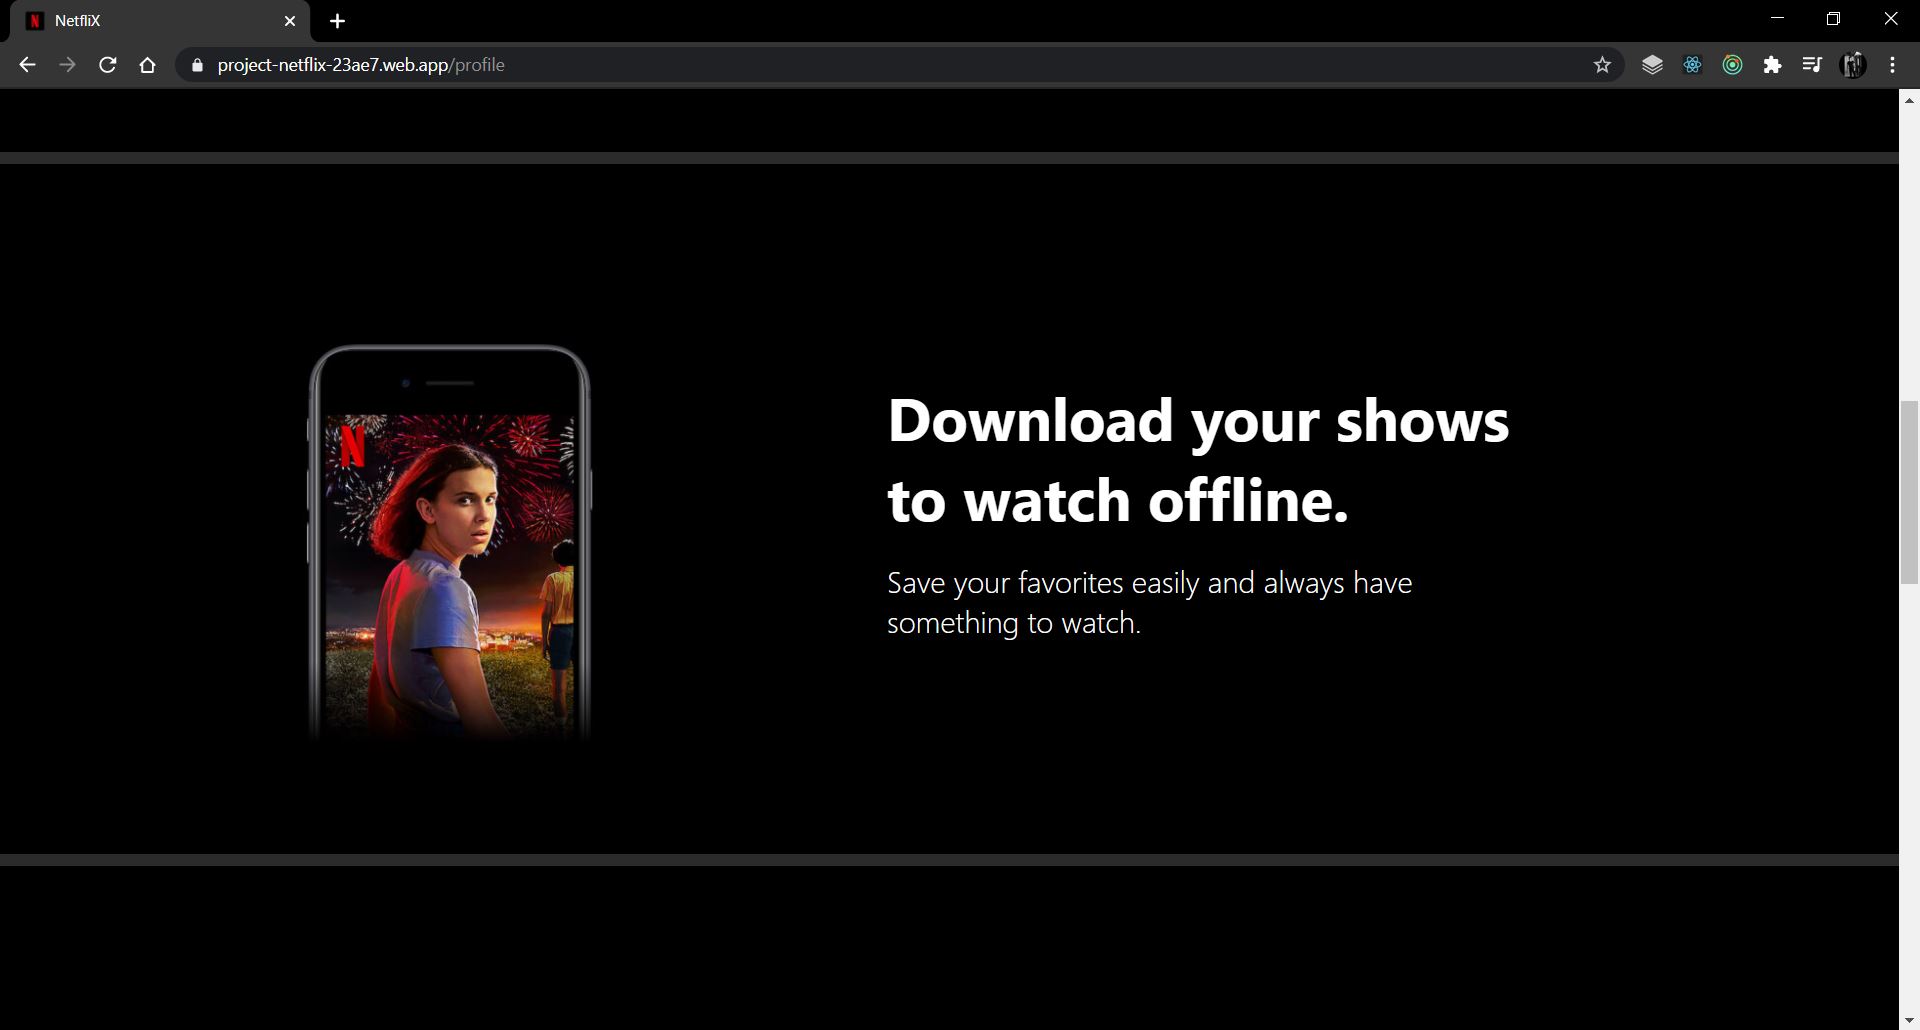 NetfliX
project-netflix-23ae7.web.app/profile
N
Download your shows
to watch offline.
Save your favorites easily and always have
something to watch.